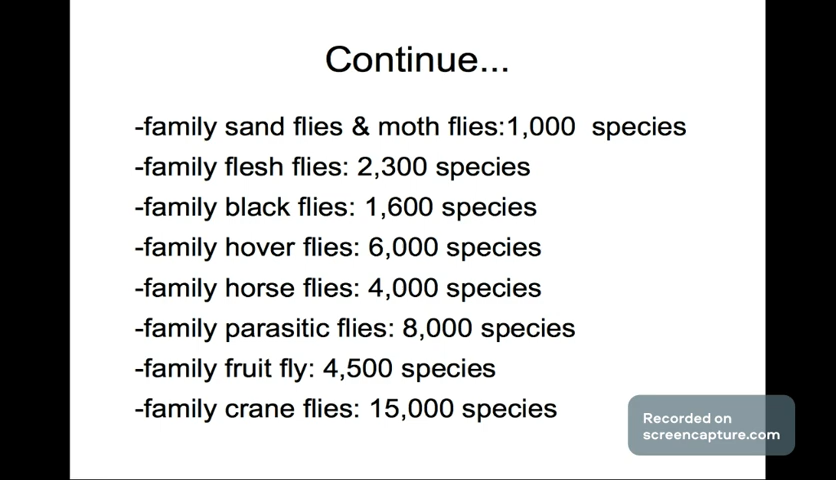 Continue...
-family sand flies & moth flies:1,000  species
-family flesh flies: 2,300 species
-family black flies: 1,600 species
-family hover flies: 6,000 species
-family horse flies: 4,000 species
-family parasitic flies: 8,000 species
-family fruit fly: 4,500 species
-family crane flies: 15,000 species
Recorded on
screencapture.com